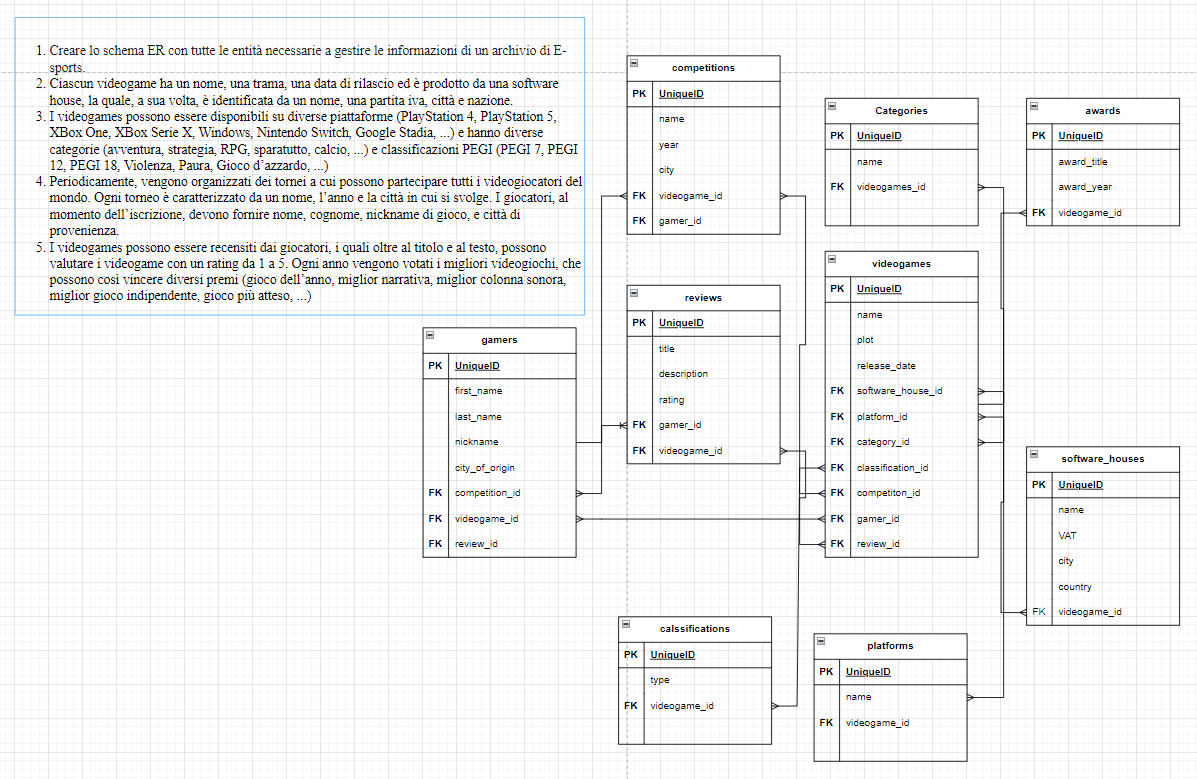 1. Creare lo schema ER con tutte le entità necessarie a gestire le informazioni di un archivio di E-
sports.
2. Ciascun videogame ha un nome, una trama, una data di rilascio ed è prodotto da una software
house, la quale, a sua volta, è identificata da un nome, una partita iva, città e nazione.
3. I videogames possono essere disponibili su diverse piattaforme (PlayStation 4, PlayStation 5,
XBox One, XBox Serie X, Windows, Nintendo Switch, Google Stadia, ...) e hanno diverse
categorie (avventura, strategia, RPG, sparatutto, calcio, ...) e classificazioni PEGI (PEGI 7, PEGI
12, PEGI 18, Violenza, Paura, Gioco d’azzardo, ...)
4. Periodicamente, vengono organizzati dei tornei a cui possono partecipare tutti i videogiocatori del
mondo. Ogni torneo è caratterizzato da un nome, l’anno e la città in cui si svolge. I giocatori, al
momento dell’iscrizione, devono fornire nome, cognome, nickname di gioco, e città di
provenienza.
5. I videogames possono essere recensiti dai giocatori, i quali oltre al titolo e al testo, possono
valutare i videogame con un rating da 1 a 5. Ogni anno vengono votati i migliori videogiochi, che
possono così vincere diversi premi (gioco dell’anno, miglior narrativa, miglior colonna sonora,
miglior gioco indipendente, gioco più atteso, ...)
competitions
PK UniqueID
name
year
city
FK videogame_id
FK gamer_id
Categories
PK UniqueID
name
FK videogames_id
awards
PK UniqueID
award_title
award_year
FK videogame_id
videogames
PK UniqueID
name
plot
release_date
FK software_house_id
FK platform_id
FK category_id
FK classification_id
FK competiton_id
FK gamer_id
FK review_id
reviews
PK UniqueID
title
description
rating
FK gamer_id
FK videogame_id
gamers
PK UniqueID
first_name
last_name
nickname
city_of_origin
FK competition_id
FK videogame_id
FK review_id
software_houses
PK UniqueID
name
VAT
city
country
FK videogame_id
calssifications
PK UniqueID
type
FK videogame_id
platforms
PK UniqueID
name
FK videogame_id